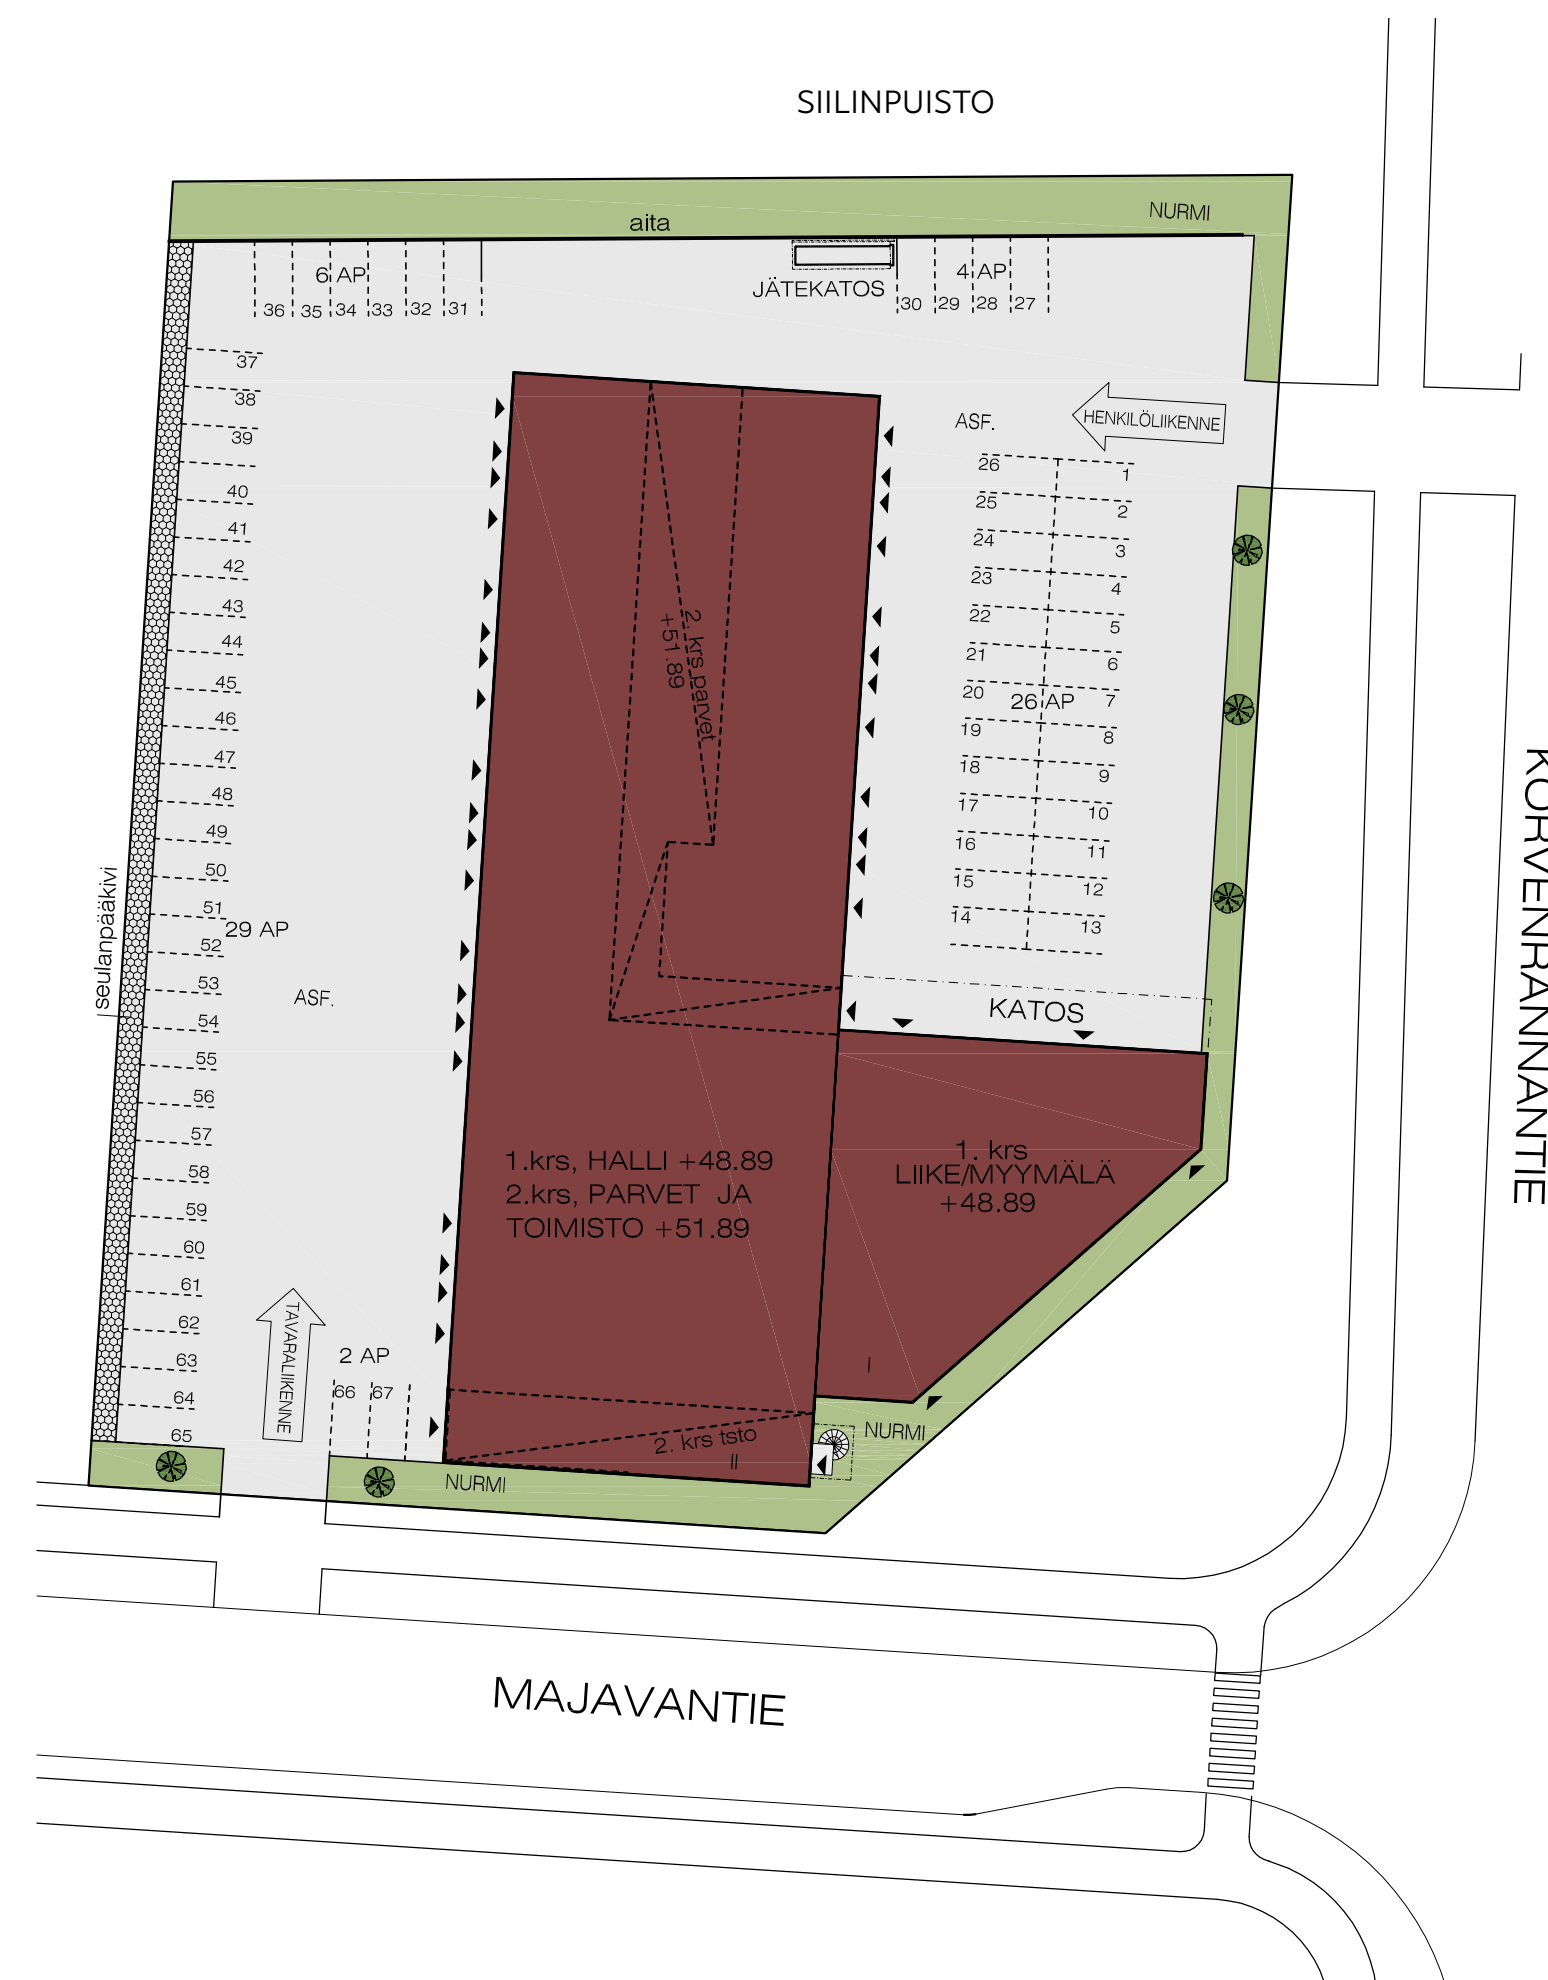 SIILINPUISTO
NURMI
aita
6 AP
36 35 34 33 32 31
JÄTEKATOS
4 AP
30 29 28 27
37
38
39
40
41
42
43
44
45
46
47
48
49
50
51
52
53
54
55
56
57
58
59
60
61
62
63
64
65
29 AP
ASF.
seulanpääkivi
ASF.
HENKILÖLIIKENNE
26 1
25 2
24 3
23 4
22 5
21 6
20 7
26 AP
19 8
18 9
17 10
16 11
15 12
14 13
2. krs parvet
+51.89
KATOS
KORVENRANNANTIE
1.krs, HALLI +48.89
2.krs, PARVET JA
TOIMISTO +51.89
1. krs
LIIKE/MYYMÄLÄ
+48.89
I
TAVARALIIKENNE
2 AP
66 67
2. krs tsto
II
NURMI
NURMI
MAJAVANTIE